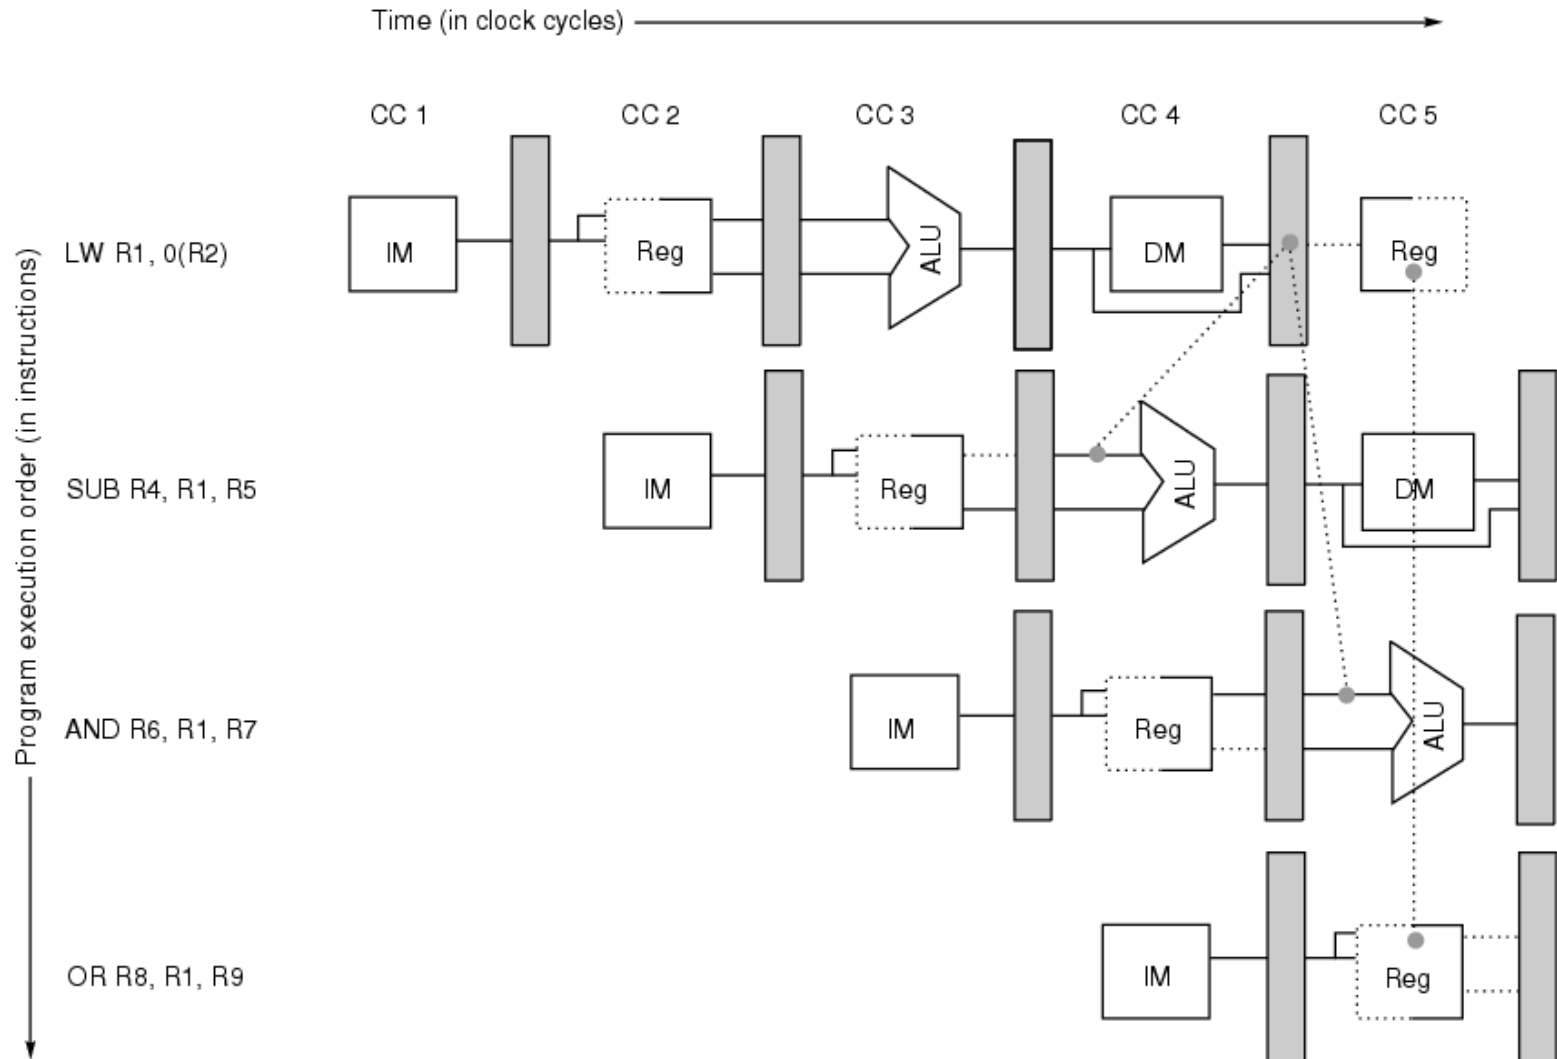 Time (in clock cycles)
CC 1 CC 2 CC 3 CC 4 CC 5
Program execution order (in instructions)
LW R1, 0(R2) IM Reg ALU DM Reg
SUB R4, R1, R5 IM Reg ALU DM
AND R6, R1, R7 IM Reg ALU
OR R8, R1, R9 IM Reg